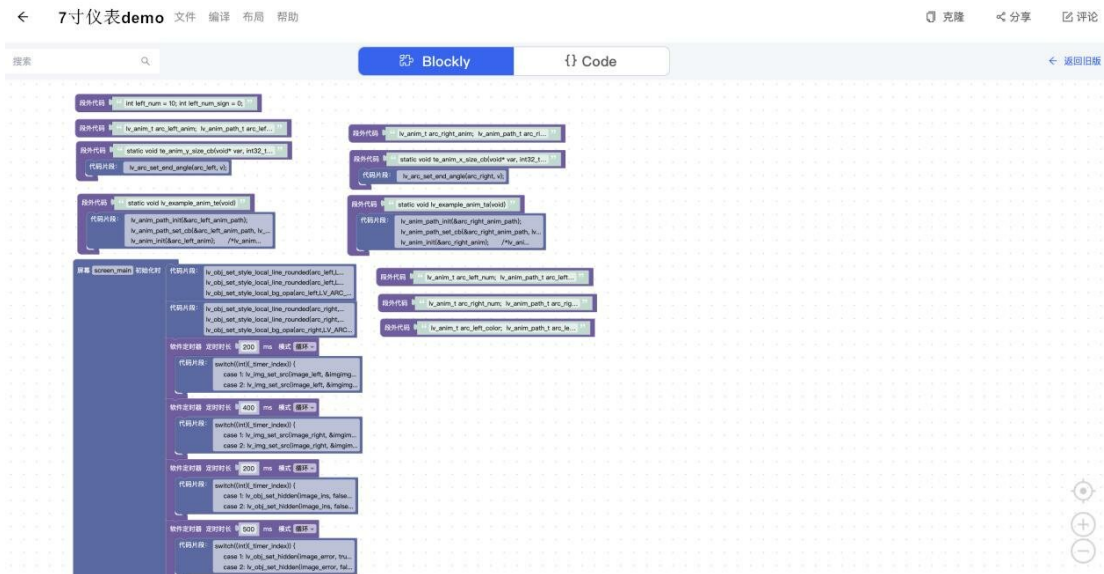 7寸仪表demo 文件 编译 布局 帮助
克隆 分享 评论
搜索
Blockly
{} Code
返回旧版
段外代码 int left_num = 10; int left_num_sign = 0;
段外代码 lv_anim_t arc_left_anim; lv_anim_path_t arc_lef...
段外代码 static void te_anim_y_size_cb(void* var, int32_t...
代码片段: lv_arc_set_end_angle(arc_left, v);
段外代码 static void lv_example_anim_te(void)
代码片段: lv_anim_path_init(&arc_left_anim_path);
lv_anim_path_set_cb(&arc_left_anim_path, lv_...
lv_anim_init(&arc_left_anim); /*lv_anim...
段外代码 lv_anim_t arc_right_anim; lv_anim_path_t arc_ri...
段外代码 static void te_anim_x_size_cb(void* var, int32_t...
代码片段: lv_arc_set_end_angle(arc_right, v);
段外代码 static void lv_example_anim_ta(void)
代码片段: lv_anim_path_init(&arc_right_anim_path);
lv_anim_path_set_cb(&arc_right_anim_path, lv...
lv_anim_init(&arc_right_anim); /*lv_ani...
屏幕 screen_main 初始化时
代码片段: lv_obj_set_style_local_line_rounded(arc_left,L...
lv_obj_set_style_local_line_rounded(arc_left,L...
lv_obj_set_style_local_bg_opa(arc_left,LV_ARC_...
代码片段: lv_obj_set_style_local_line_rounded(arc_right,...
lv_obj_set_style_local_line_rounded(arc_right,...
lv_obj_set_style_local_bg_opa(arc_right,LV_ARC...
软件定时器 定时时长 200 ms 模式 循环
代码片段: switch((int)(_timer_index)) {
case 1: lv_img_set_src(image_left, &imgimg...
case 2: lv_img_set_src(image_left, &imgimg...
软件定时器 定时时长 400 ms 模式 循环
代码片段: switch((int)(_timer_index)) {
case 1: lv_img_set_src(image_right, &imgim...
case 2: lv_img_set_src(image_right, &imgim...
软件定时器 定时时长 200 ms 模式 循环
代码片段: switch((int)(_timer_index)) {
case 1: lv_obj_set_hidden(image_ins, false...
case 2: lv_obj_set_hidden(image_ins, false...
软件定时器 定时时长 500 ms 模式 循环
代码片段: switch((int)(_timer_index)) {
case 1: lv_obj_set_hidden(image_error, tru...
case 2: lv_obj_set_hidden(image_error, fal...
段外代码 lv_anim_t arc_left_num; lv_anim_path_t arc_left...
段外代码 lv_anim_t arc_right_num; lv_anim_path_t arc_rig...
段外代码 lv_anim_t arc_left_color; lv_anim_path_t arc_le...